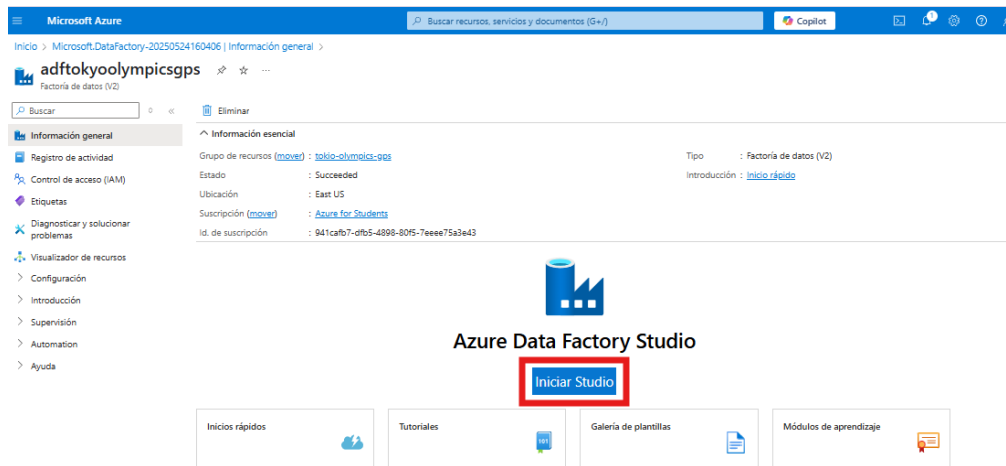 Microsoft Azure
Buscar recursos, servicios y documentos (G+/)
Copilot
1
Inicio > Microsoft.DataFactory-20250524160406 | Información general >
adftokyoolympicsgps
Factoría de datos (V2)
Buscar
Eliminar
Información general
Registro de actividad
Control de acceso (IAM)
Etiquetas
Diagnosticar y solucionar
problemas
Visualizador de recursos
Configuración
Introducción
Supervisión
Automation
Ayuda
Información esencial
Grupo de recursos (mover) : tokio-olympics-gps
Estado : Succeeded
Ubicación : East US
Suscripción (mover) : Azure for Students
Id. de suscripción : 941cafb7-dfb5-4898-80f5-7eeee75a3e43
Tipo : Factoría de datos (V2)
Introducción : Inicio rápido
Azure Data Factory Studio
Iniciar Studio
Inicios rápidos
Tutoriales
101
Galería de plantillas
Módulos de aprendizaje